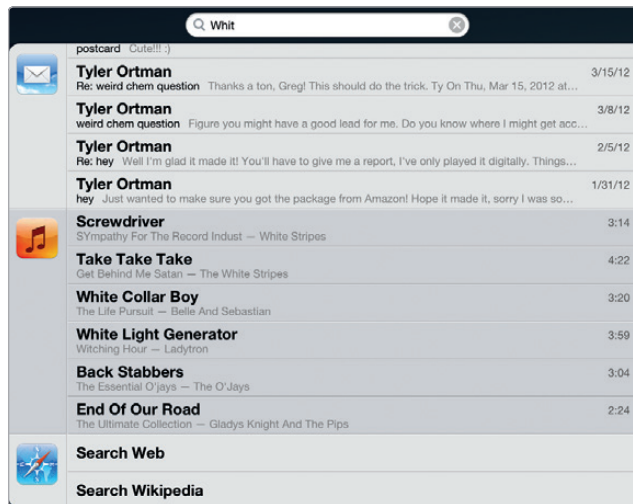 Whit
postcard Cute!!! :)
Tyler Ortman 3/15/12
Re: weird chem question Thanks a ton, Greg! This should do the trick. Ty On Thu, Mar 15, 2012 at...
Tyler Ortman 3/8/12
weird chem question Figure you might have a good lead for me. Do you know where I might get acc...
Tyler Ortman 2/5/12
Re: hey Well I'm glad it made it! You'll have to give me a report, I've only played it digitally. Things...
Tyler Ortman 1/31/12
hey Just wanted to make sure you got the package from Amazon! Hope it made it, sorry I was so...
Screwdriver 3:14
SYmpathy For The Record Indust — White Stripes
Take Take Take 4:22
Get Behind Me Satan — The White Stripes
White Collar Boy 3:20
The Life Pursuit — Belle And Sebastian
White Light Generator 3:59
Witching Hour — Ladytron
Back Stabbers 3:04
The Essential O'jays — The O'Jays
End Of Our Road 2:24
The Ultimate Collection — Gladys Knight And The Pips
Search Web
Search Wikipedia